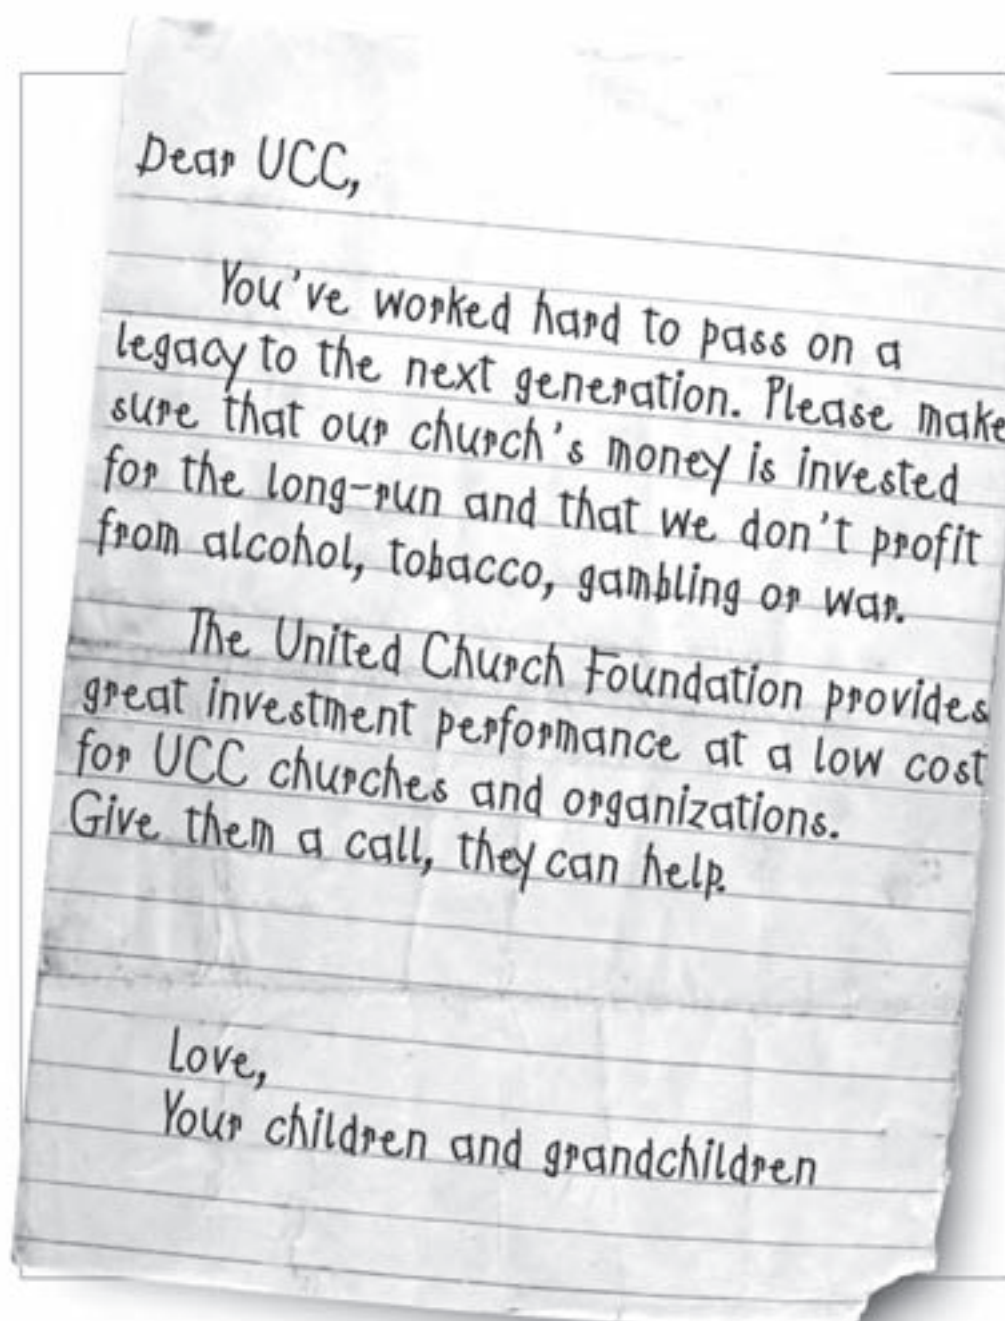 Dear UCC,
You've worked hard to pass on a
legacy to the next generation. Please make
sure that our church's money is invested
for the long-run and that we don't profit
from alcohol, tobacco, gambling or war.
The United Church Foundation provides
great investment performance at a low cost
for UCC churches and organizations.
Give them a call, they can help.
Love,
Your children and grandchildren